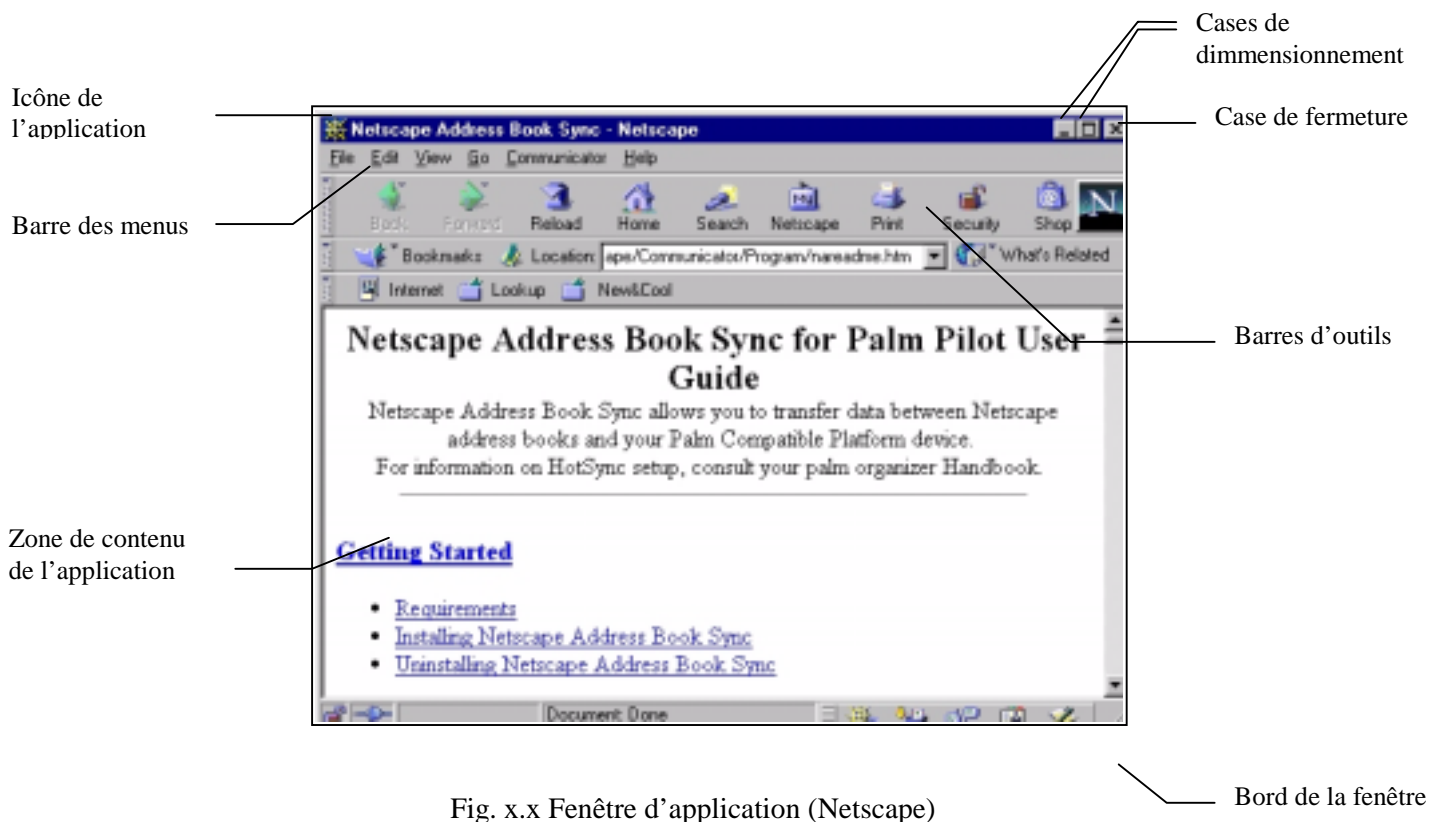 Cases de
dimmensionnement
Icône de
l’application
Case de fermeture
Netscape Address Book Sync - Netscape
File Edit View Go Communicator Help
Barre des menus
Back Forward Reload Home Search Netscape Print Security Shop N
Bookmarks Location: ape/Communicator/Program/nareadme.htm What's Related
Internet Lookup New&Cool
Barres d’outils
Netscape Address Book Sync for Palm Pilot User
Guide
Netscape Address Book Sync allows you to transfer data between Netscape
address books and your Palm Compatible Platform device.
For information on HotSync setup, consult your palm organizer Handbook.
Zone de contenu
de l’application
Getting Started
• Requirements
• Installing Netscape Address Book Sync
• Uninstalling Netscape Address Book Sync
Document: Done
Bord de la fenêtre
Fig. x.x Fenêtre d’application (Netscape)